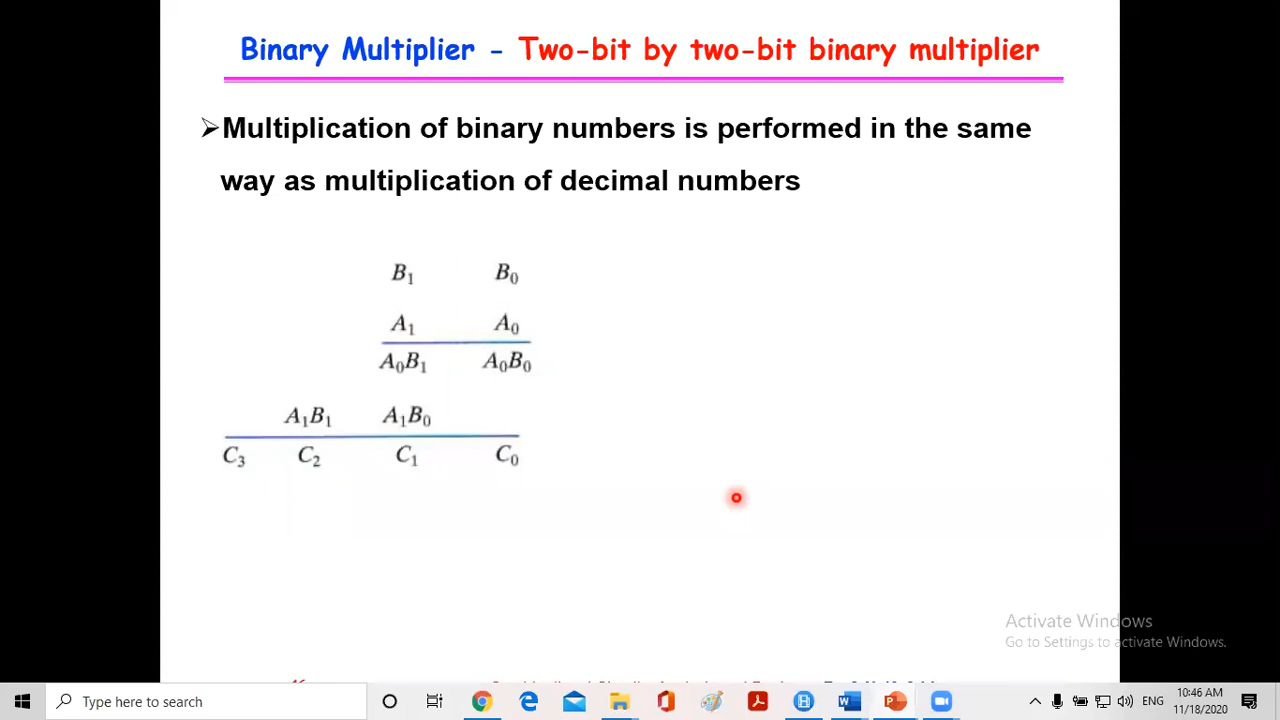 Binary Multiplier - Two-bit by two-bit binary multiplier
➢Multiplication of binary numbers is performed in the same
way as multiplication of decimal numbers
B₁ B₀
A₁ A₀
A₀B₁ A₀B₀
A₁B₁ A₁B₀
C₃ C₂ C₁ C₀
Activate Windows
Go to Settings to activate Windows.
Type here to search
ENG
10:46 AM
11/18/2020